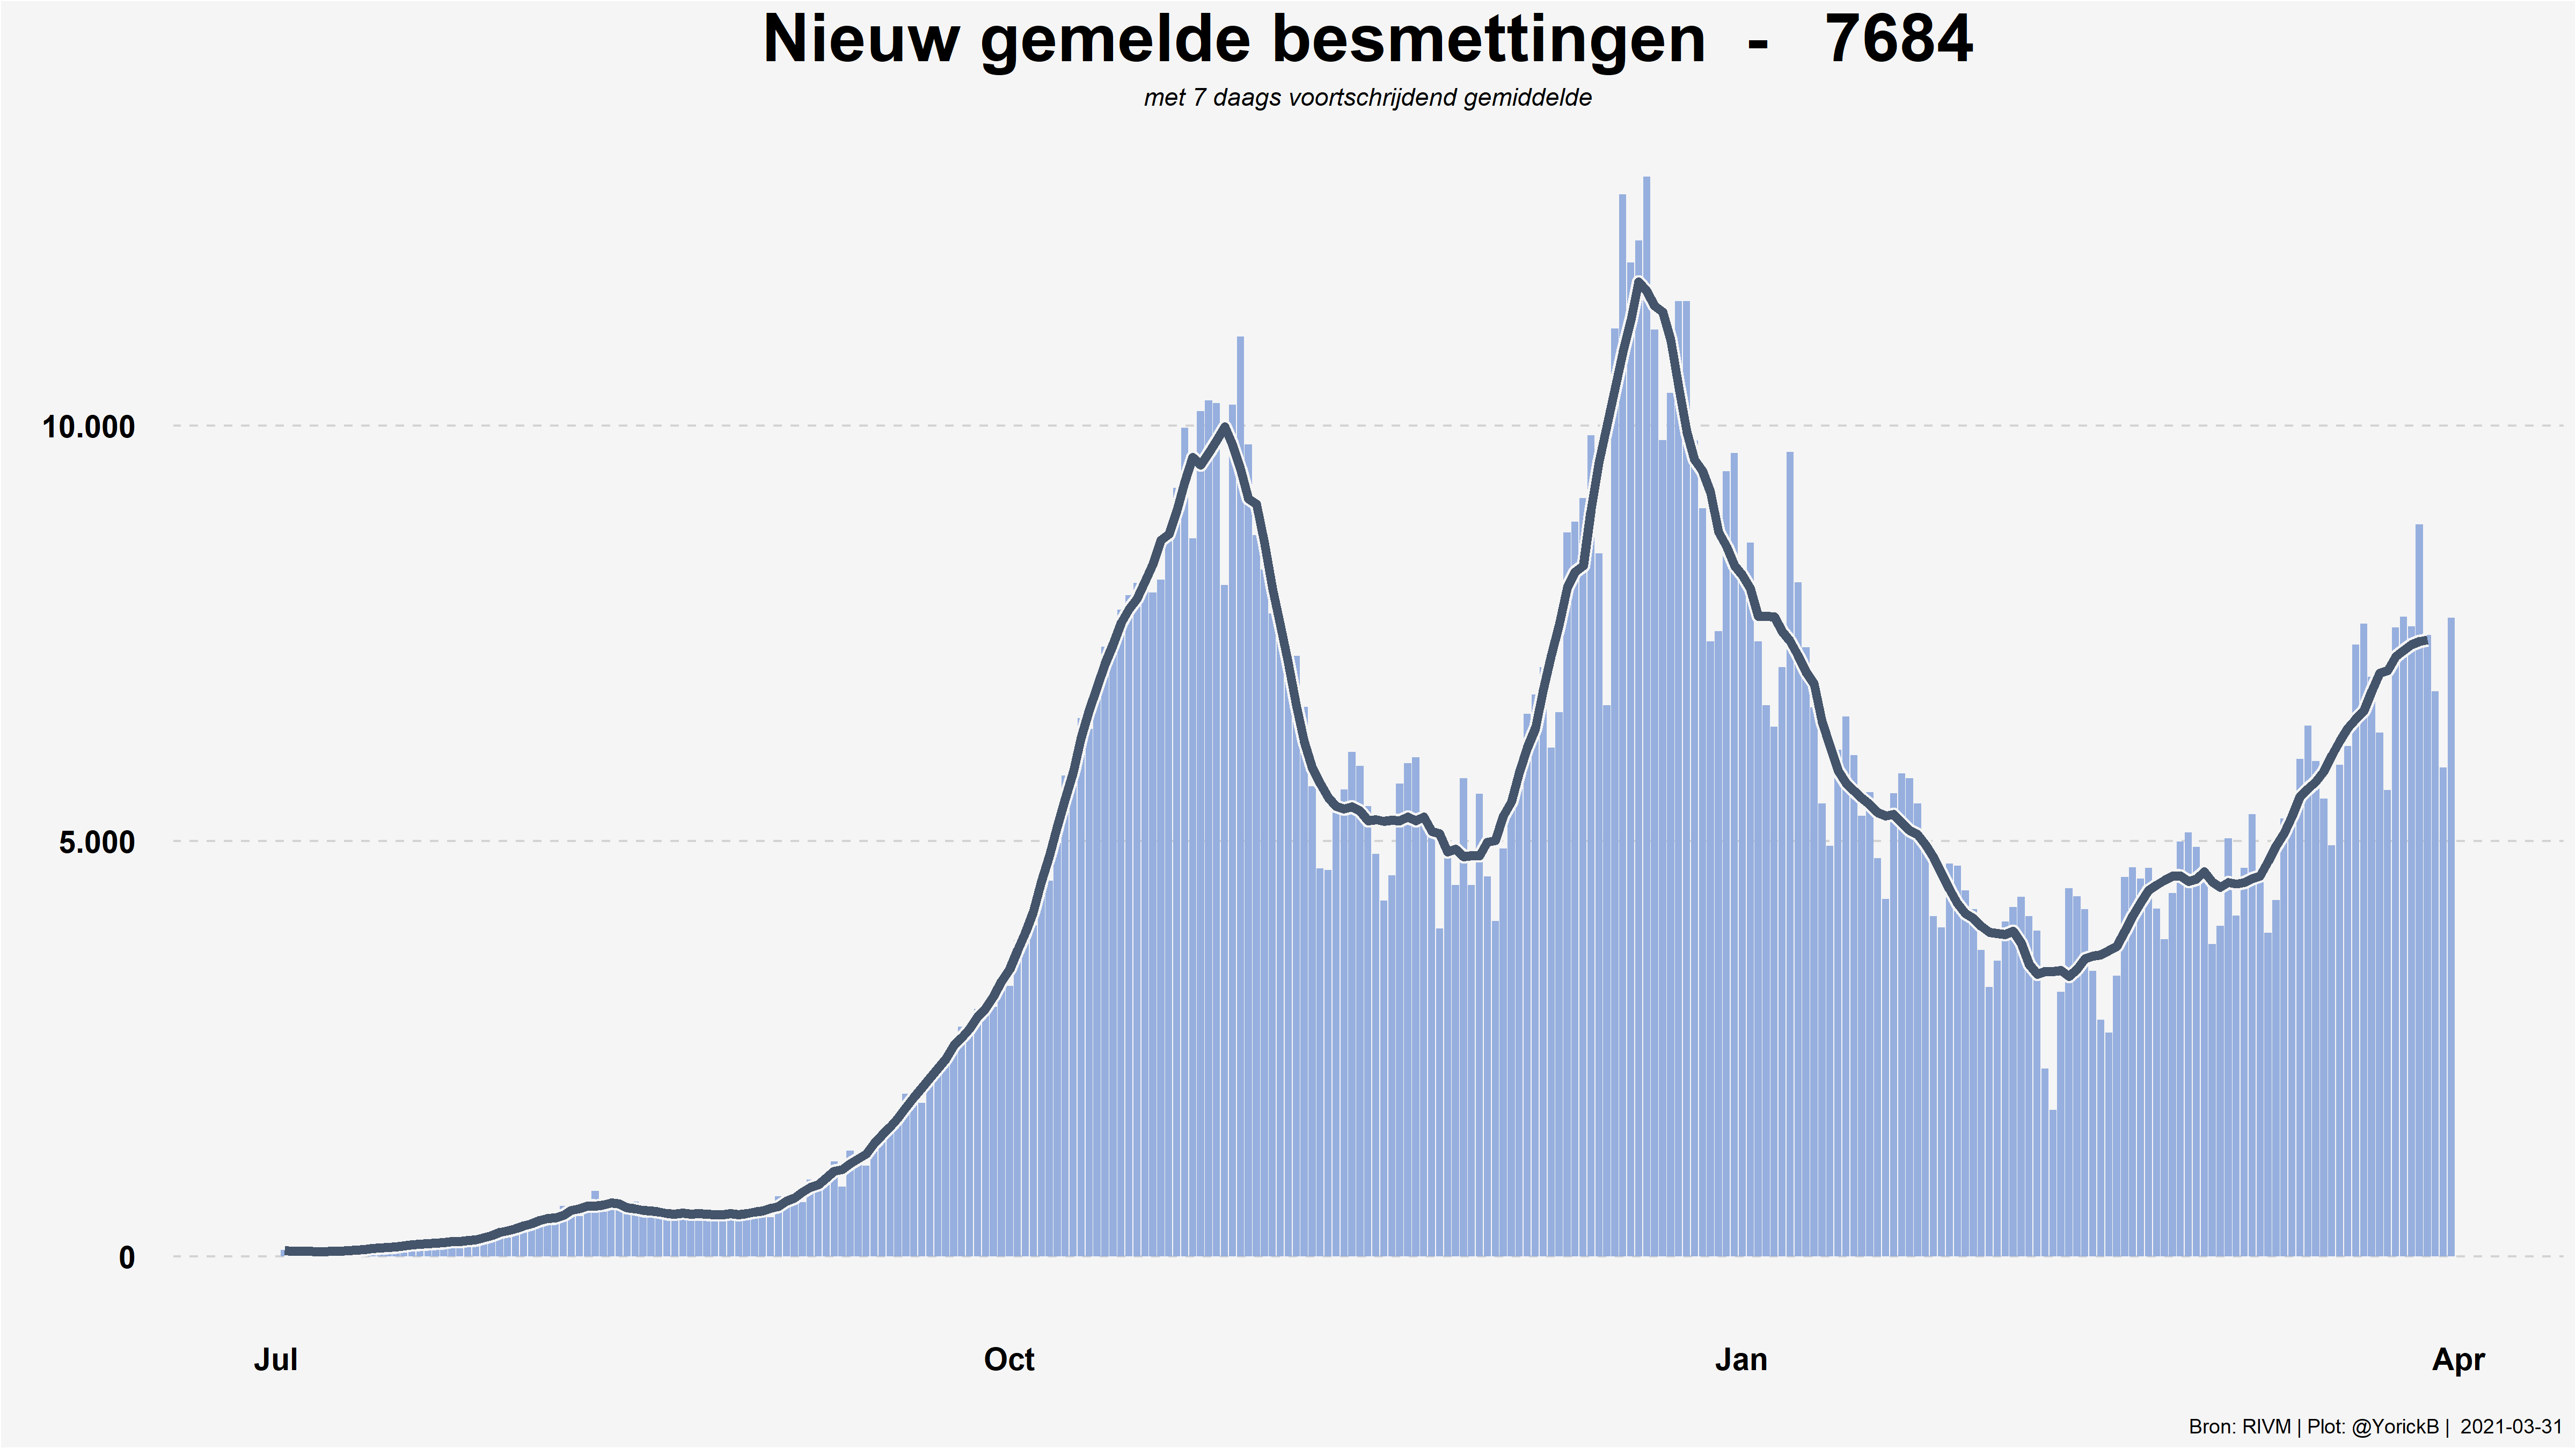 Nieuw gemelde besmettingen - 7684
met 7 daags voortschrijdend gemiddelde
10.000
5.000
0
Jul Oct Jan Apr
Bron: RIVM | Plot: @YorickB | 2021-03-31